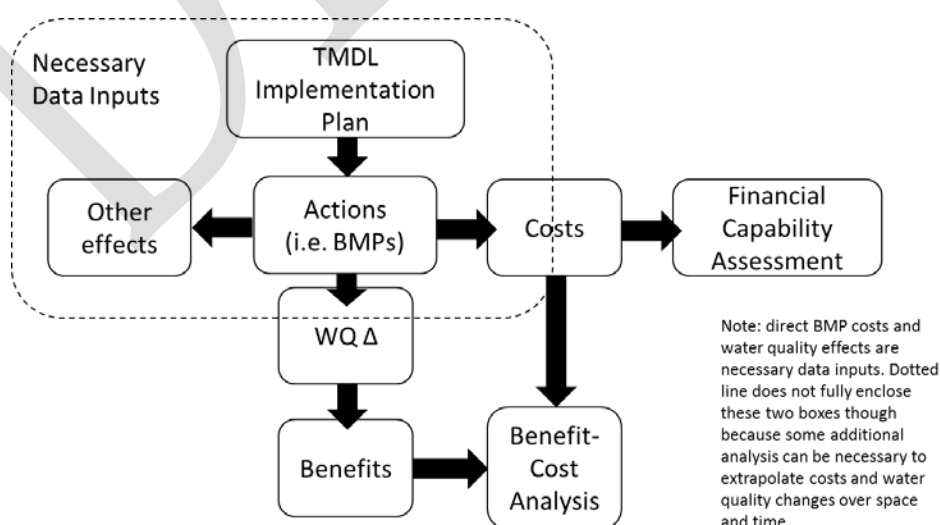 Necessary
Data Inputs
TMDL
Implementation
Plan
Other
effects
Actions
(i.e. BMPs)
Costs
Financial
Capability
Assessment
WQ Δ
Benefits
Benefit-
Cost
Analysis
Note: direct BMP costs and
water quality effects are
necessary data inputs. Dotted
line does not fully enclose
these two boxes though
because some additional
analysis can be necessary to
extrapolate costs and water
quality changes over space
and time